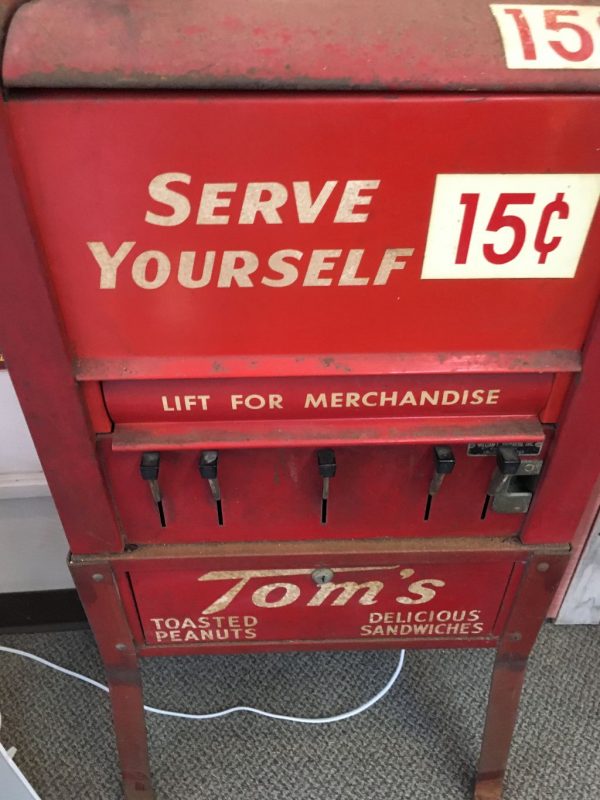 15
SERVE
YOURSELF
15¢
LIFT FOR MERCHANDISE
Tom's
TOASTED
PEANUTS
DELICIOUS
SANDWICHES